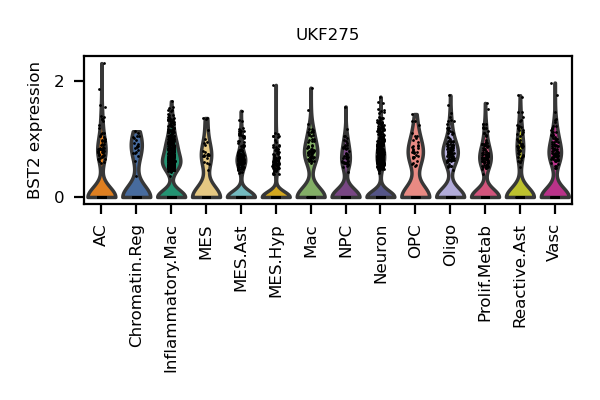 UKF275
BST2 expression
2
0
AC
Chromatin.Reg
Inflammatory.Mac
MES
MES.Ast
MES.Hyp
Mac
NPC
Neuron
OPC
Oligo
Prolif.Metab
Reactive.Ast
Vasc